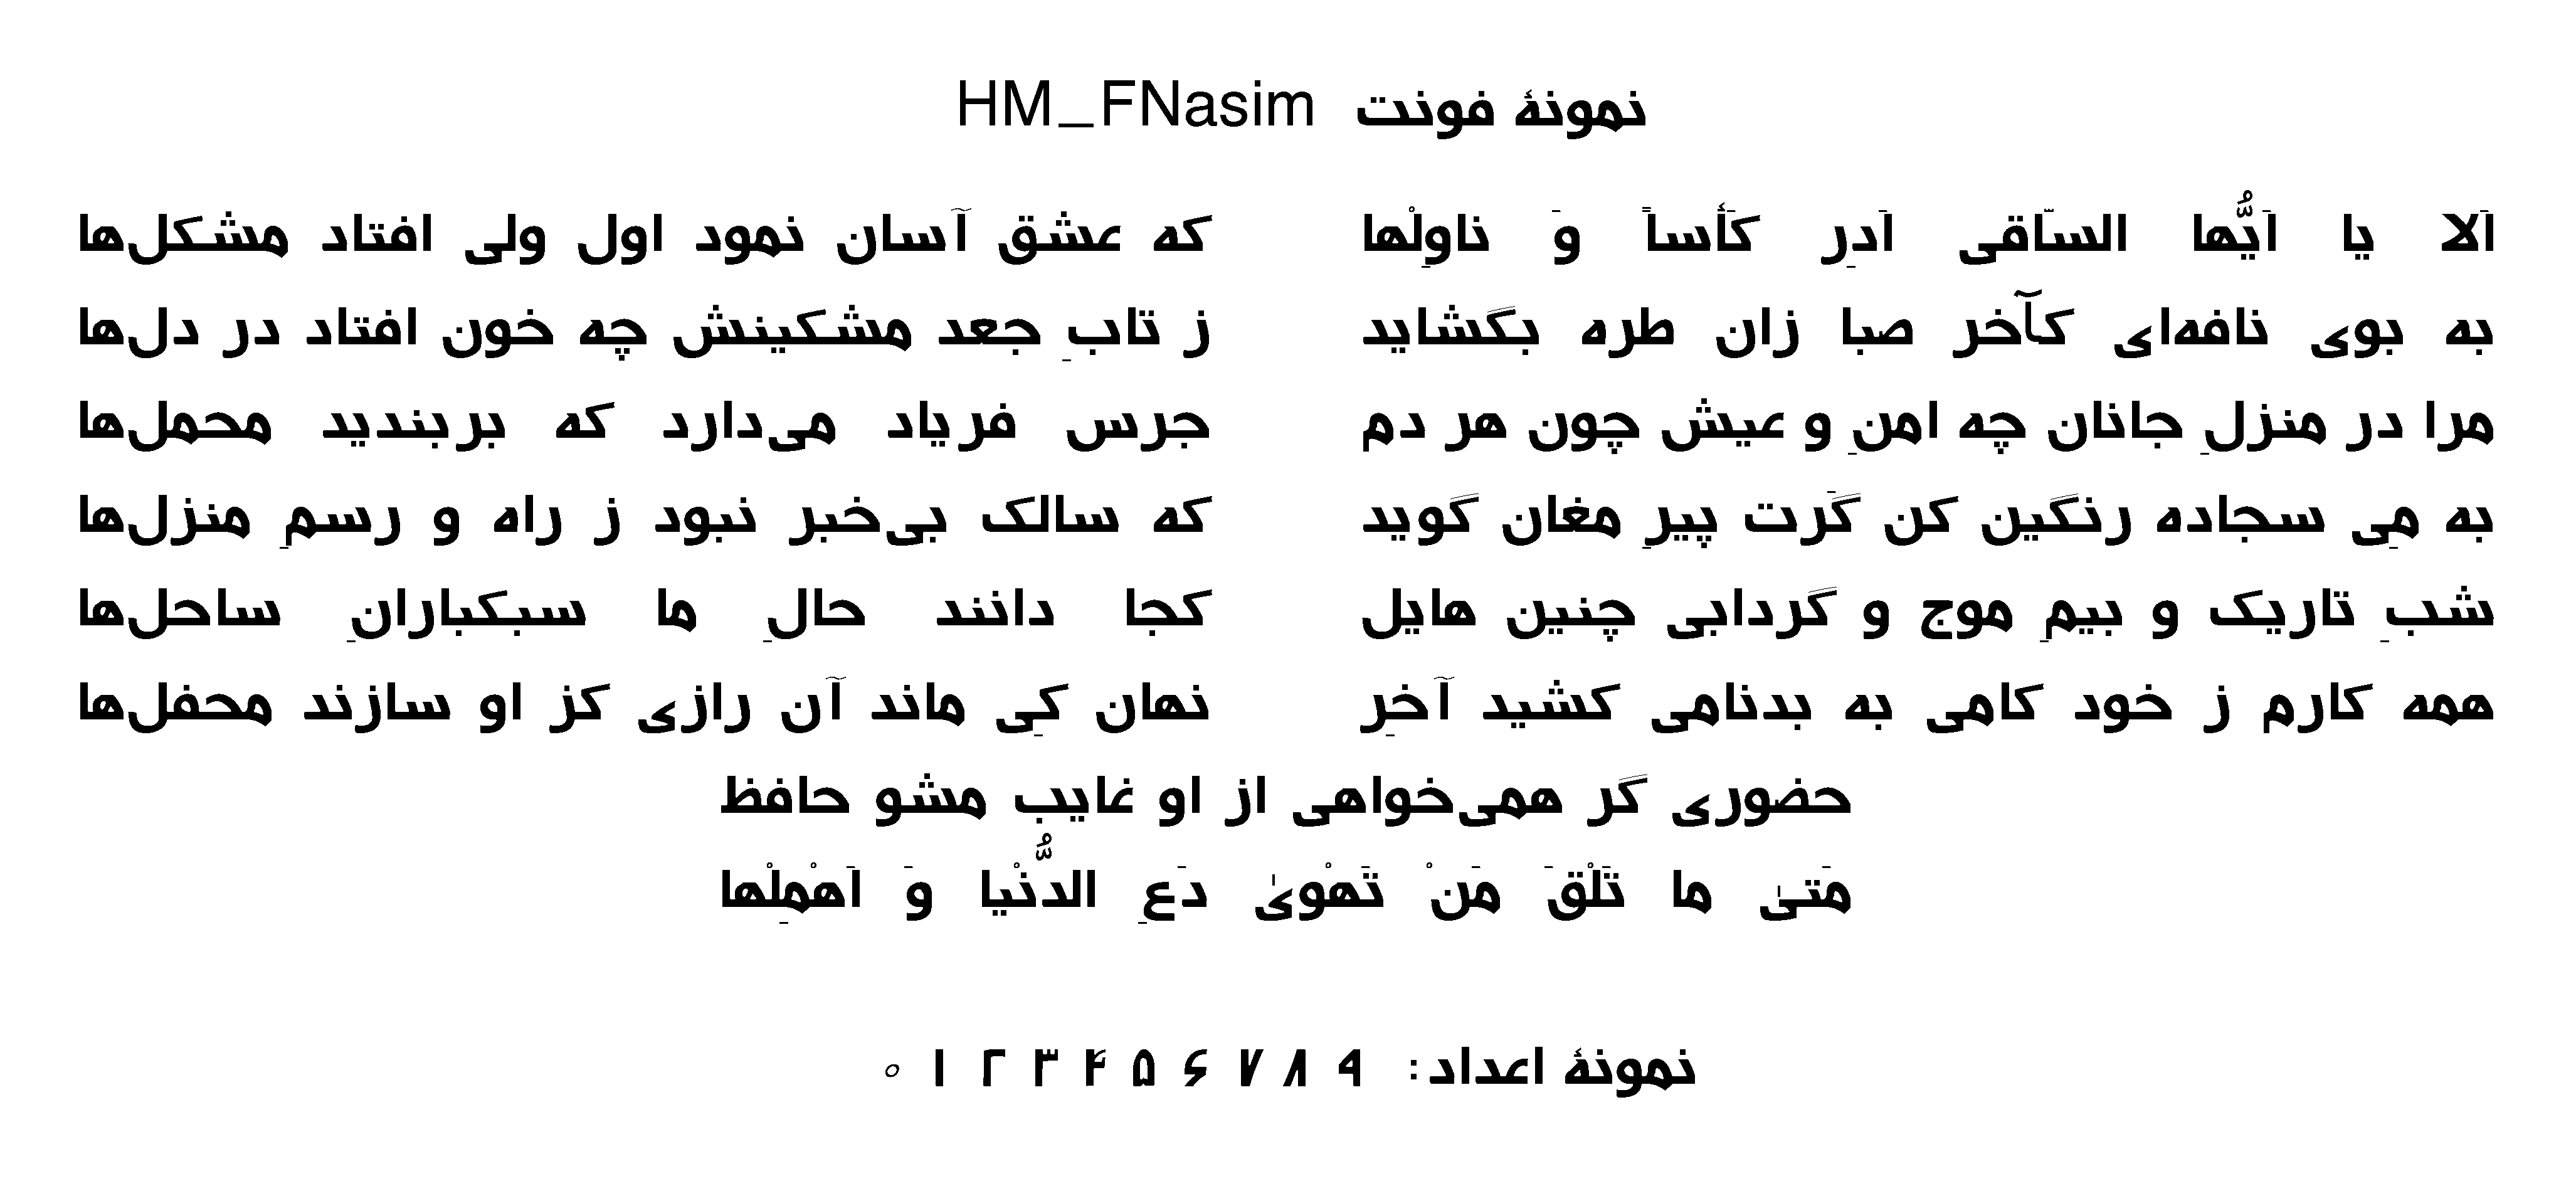 نمونهٔ فونت HM_FNasim
اَلا یا اَیُّها السّاقی اَدِر کَأساً وَ ناوِلْها که عشق آسان نمود اول ولی افتاد مشکل‌ها
به بوی نافه‌ای کآخر صبا زان طره بگشاید ز تابِ جعد مشکینش چه خون افتاد در دل‌ها
مرا در منزلِ جانان چه امنِ و عیش چون هر دم جرس فریاد می‌دارد که بربندید محمل‌ها
به مِی سجاده رنگین کن گَرت پیرِ مغان گوید که سالک بی‌خبر نبود ز راه و رسمِ منزل‌ها
شبِ تاریک و بیمِ موج و گردابی چنین هایل کجا دانند حالِ ما سبکبارانِ ساحل‌ها
همه کارم ز خود کامی به بدنامی کشید آخِر نهان کِی ماند آن رازی کز او سازند محفل‌ها
حضوری گر همی‌خواهی از او غایب مشو حافظ
مَتیٰ ما تَلْقَ مَنْ تَهْویٰ دَعِ الدُّنْیا وَ اَهْمِلْها
نمونهٔ اعداد: ۹ ۸ ۷ ۶ ۵ ۴ ۳ ۲ ۱ ۰